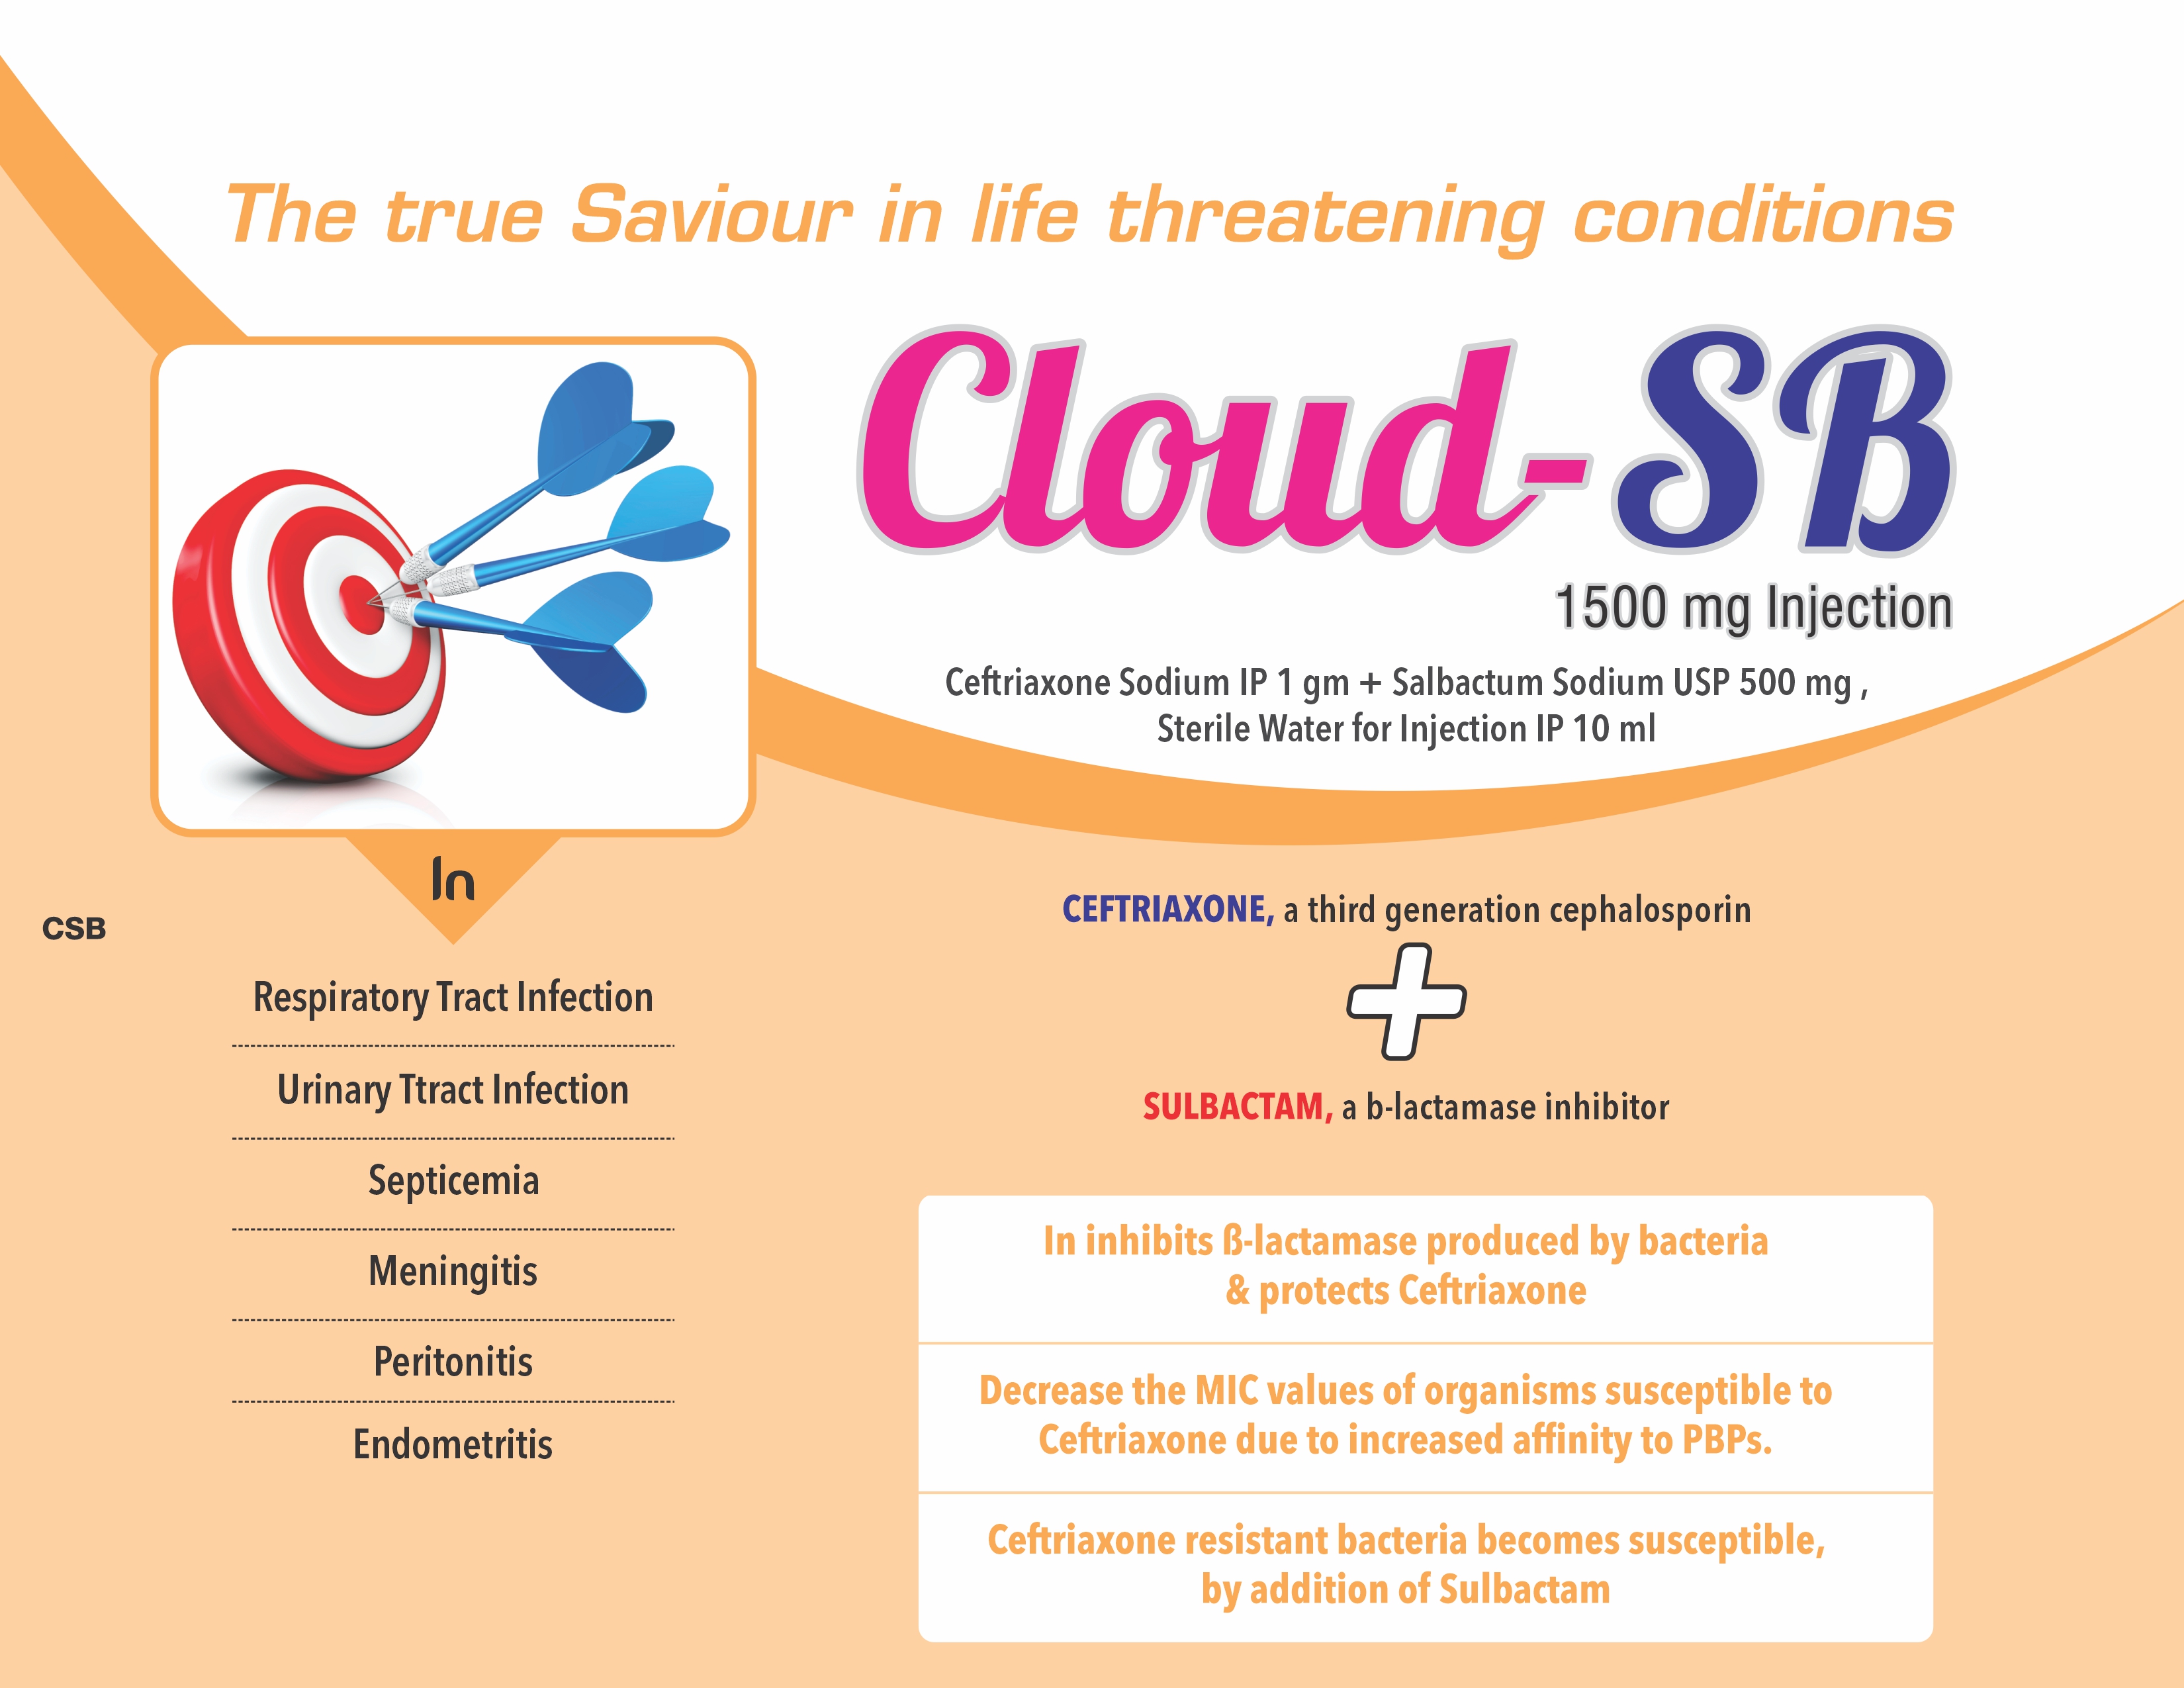 The true Saviour in life threatening conditions
Cloud-SB
1500 mg Injection
Ceftriaxone Sodium IP 1 gm + Salbactum Sodium USP 500 mg ,
Sterile Water for Injection IP 10 ml
In
CSB
Respiratory Tract Infection
Urinary Ttract Infection
Septicemia
Meningitis
Peritonitis
Endometritis
CEFTRIAXONE, a third generation cephalosporin
+
SULBACTAM, a b-lactamase inhibitor
In inhibits ß-lactamase produced by bacteria
& protects Ceftriaxone
Decrease the MIC values of organisms susceptible to
Ceftriaxone due to increased affinity to PBPs.
Ceftriaxone resistant bacteria becomes susceptible,
by addition of Sulbactam